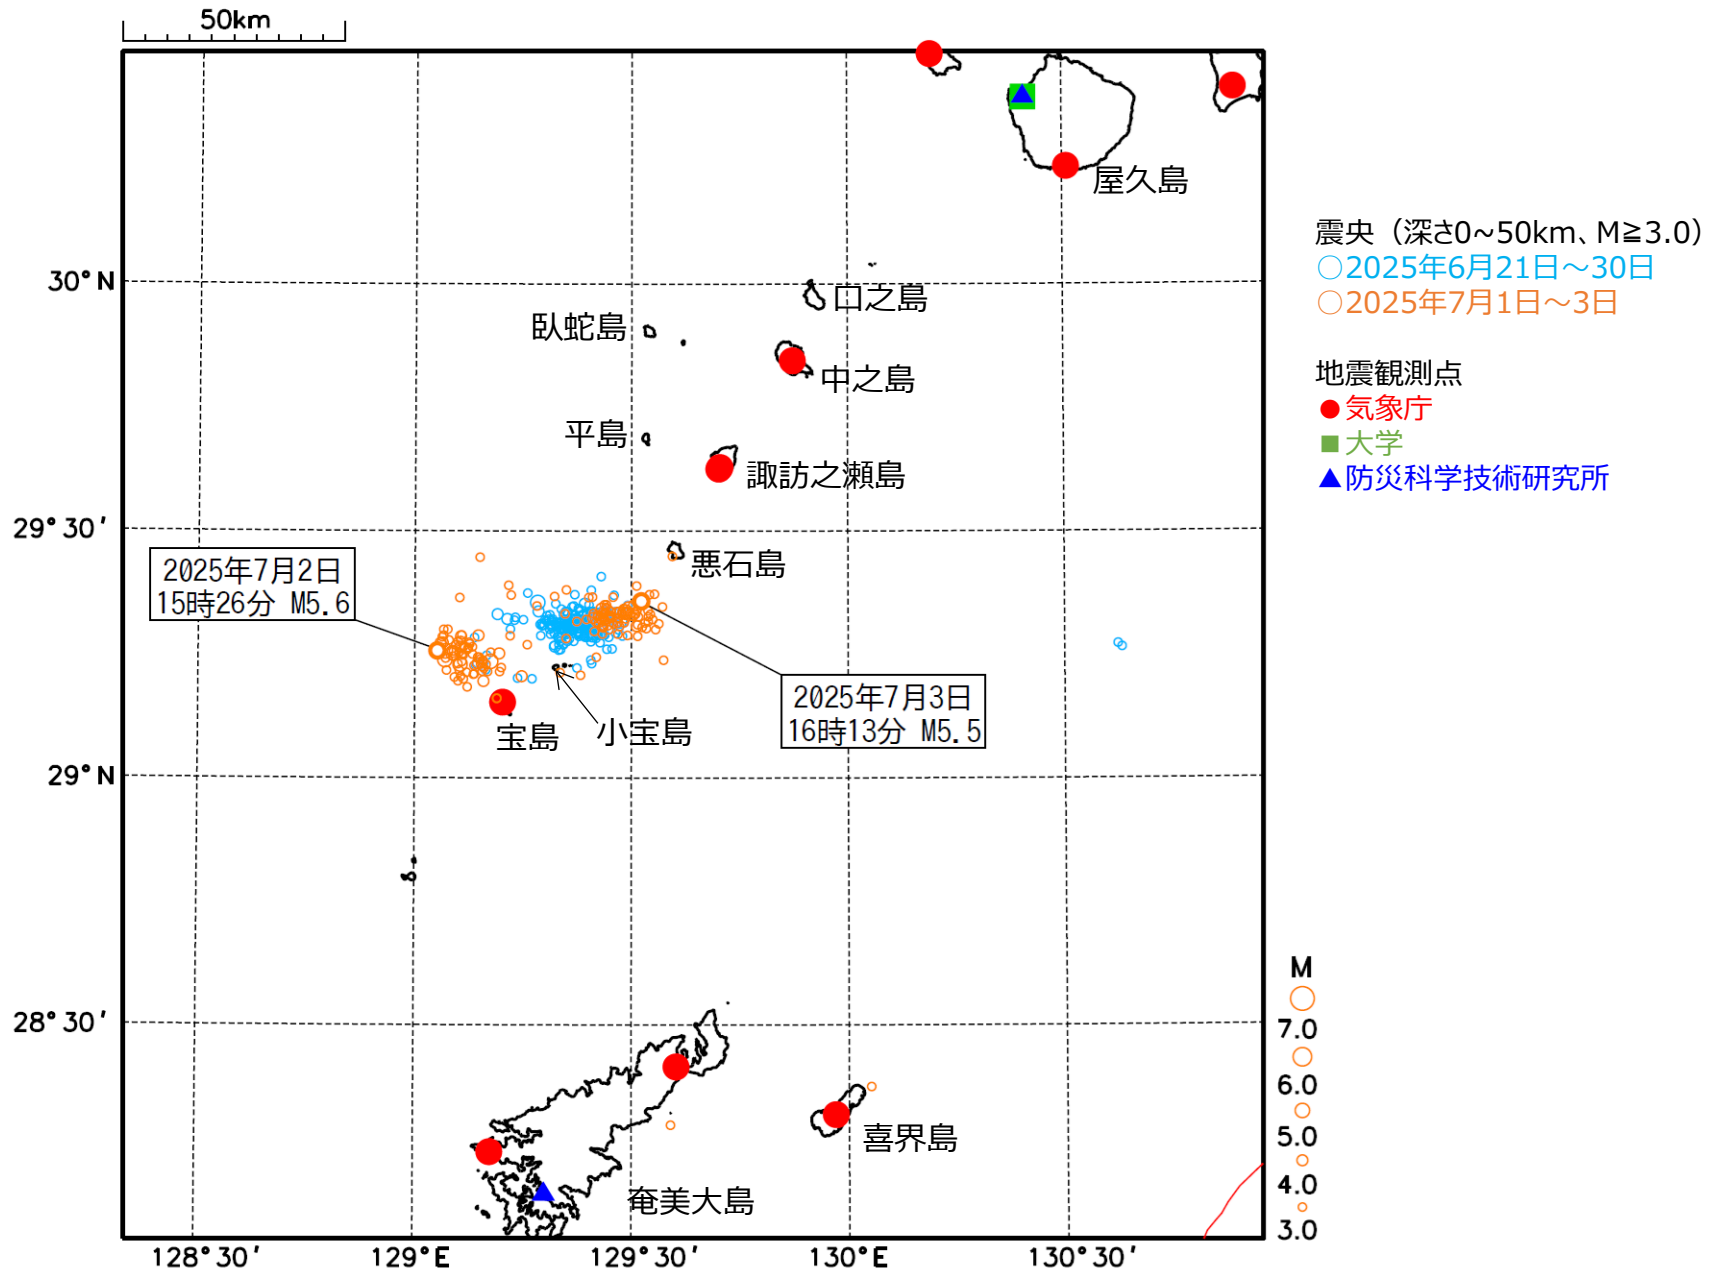 50km
屋久島
震央（深さ0~50km、M≧3.0）
○2025年6月21日～30日
○2025年7月1日～3日
30°N
口之島
臥蛇島
地震観測点
中之島
●気象庁
平島
■大学
諏訪之瀬島
▲防災科学技術研究所
29°30′
悪石島
2025年7月2日
15時26分 M5.6
2025年7月3日
16時13分 M5.5
宝島
小宝島
29°N
M
7.0
28°30′
6.0
5.0
喜界島
4.0
奄美大島
3.0
128°30′
129°E
129°30′
130°E
130°30′